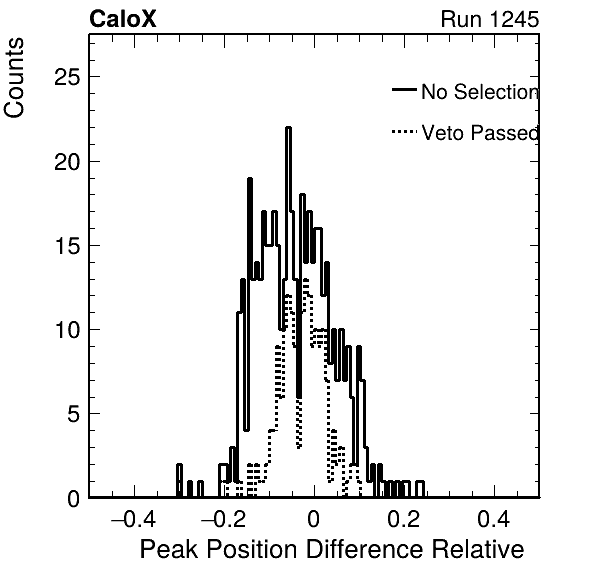 CaloX Run 1245
Counts
25
20
15
10
5
0
No Selection
Veto Passed
−0.4 −0.2 0 0.2 0.4
Peak Position Difference Relative